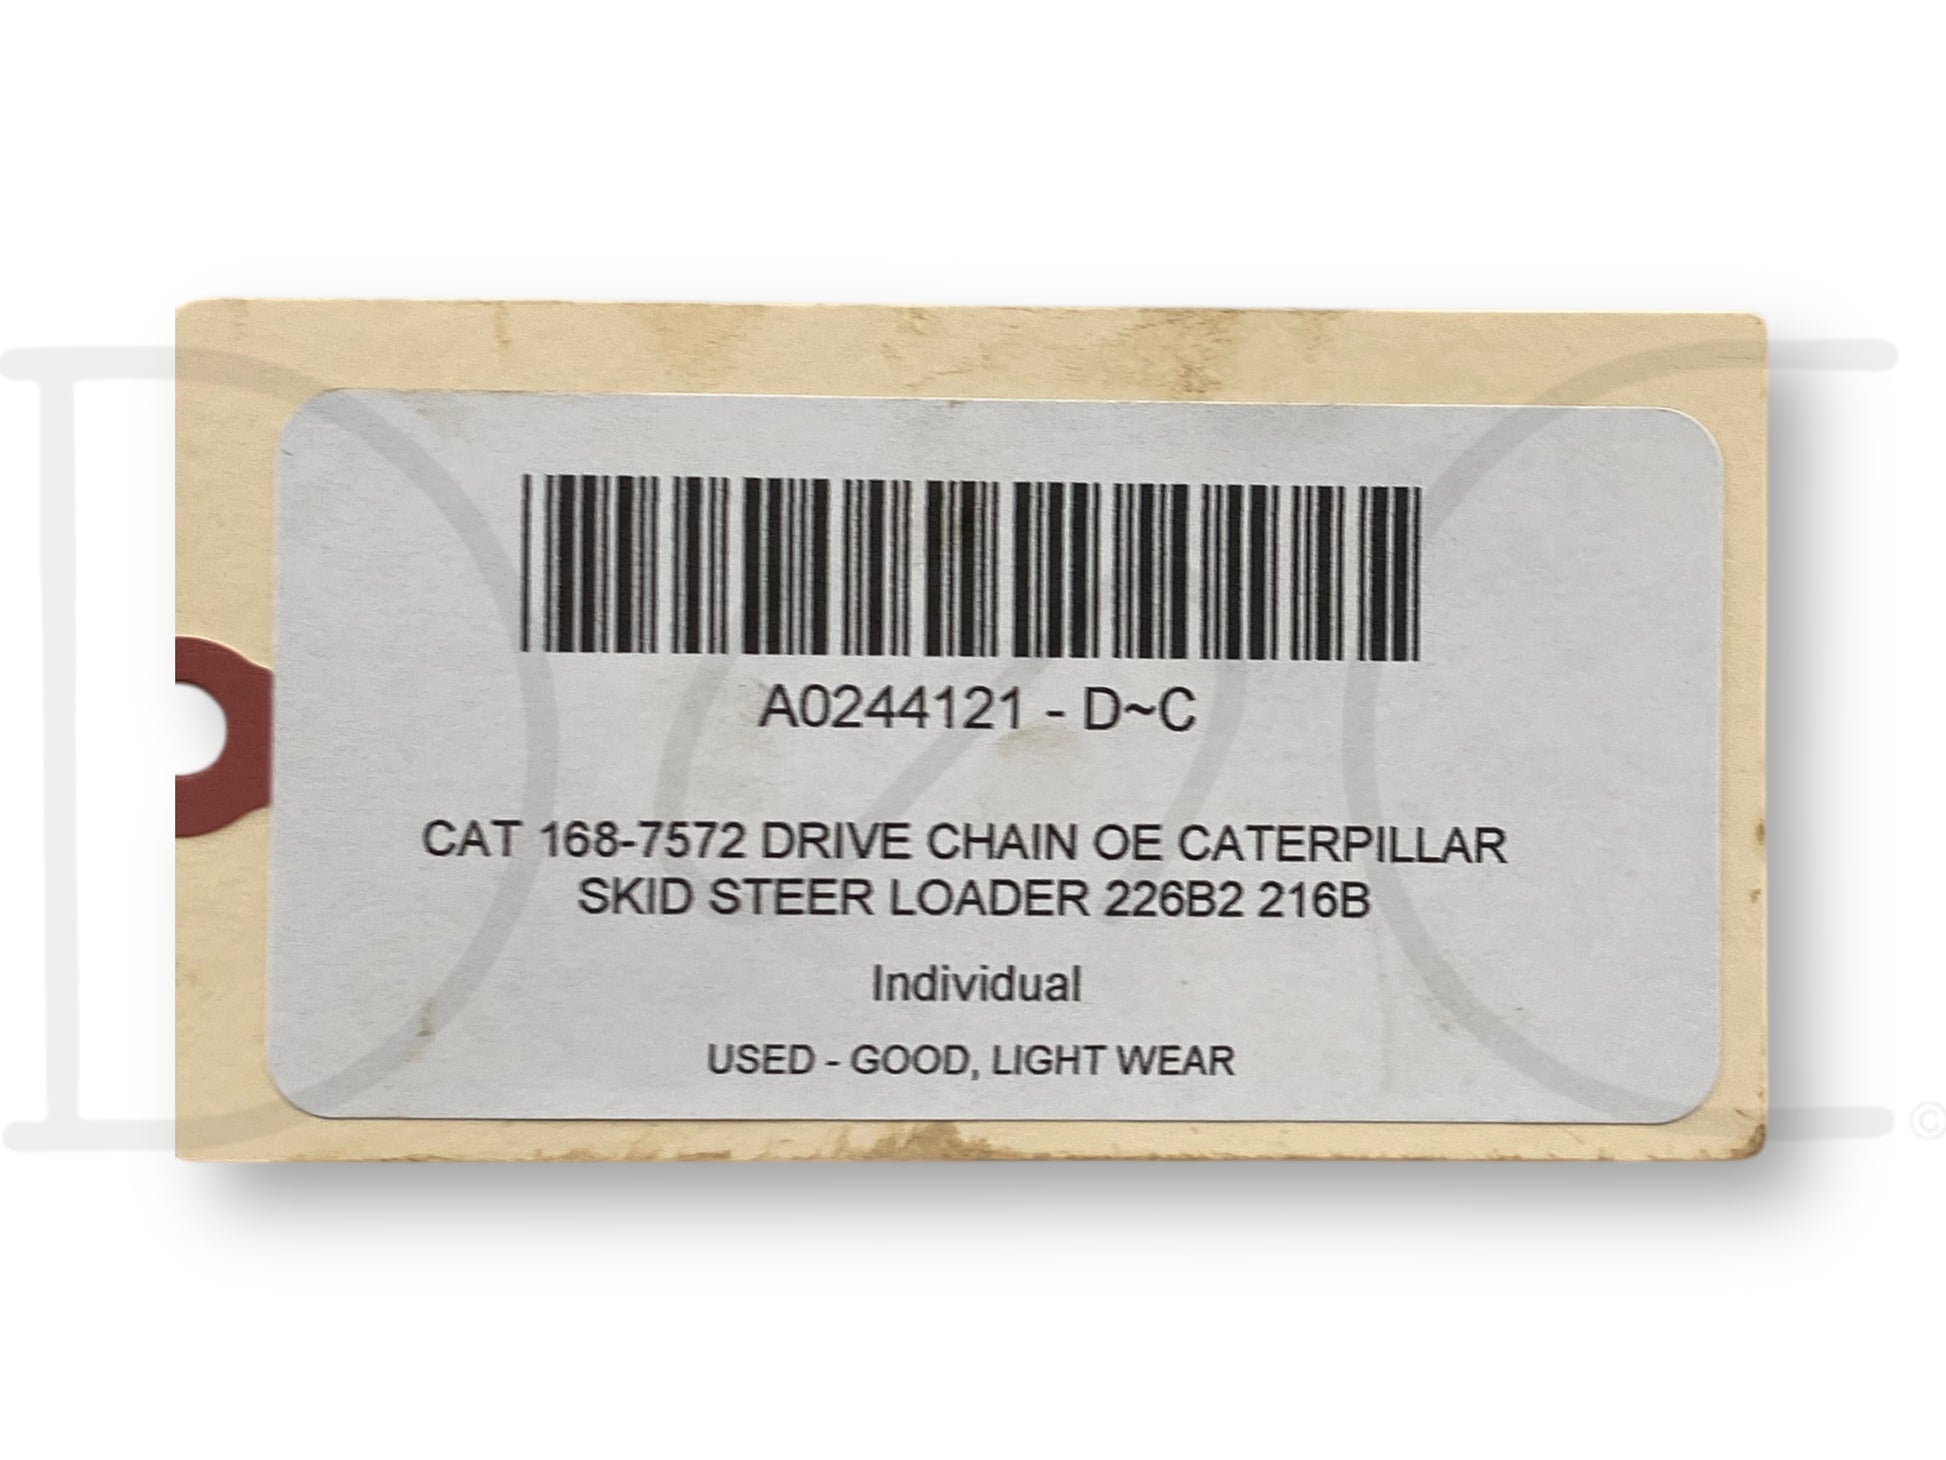 A0244121 - D~C
CAT 168-7572 DRIVE CHAIN OE CATERPILLAR
SKID STEER LOADER 226B2 216B
Individual
USED - GOOD, LIGHT WEAR
D~C
©